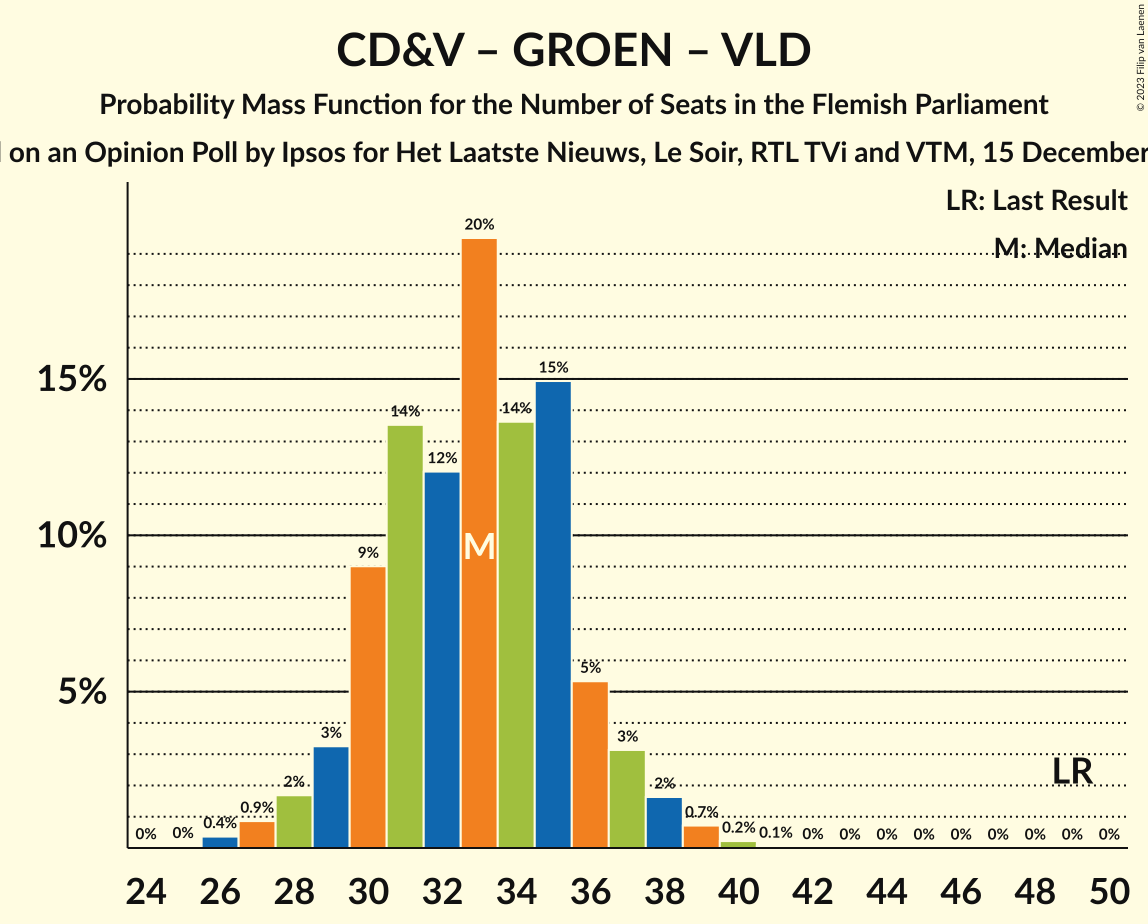 CD&V – GROEN – VLD
Probability Mass Function for the Number of Seats in the Flemish Parliament
on an Opinion Poll by Ipsos for Het Laatste Nieuws, Le Soir, RTL TVi and VTM, 15 December
© 2023 Filip van Laenen
LR: Last Result
M: Median
20%
15%
15%
14%
14%
12%
10%
M
9%
5%
5%
3%
3%
LR
2%
2%
0.9%
0.7%
0% 0% 0.4% 0.2% 0.1% 0% 0% 0% 0% 0% 0% 0% 0% 0%
24 26 28 30 32 34 36 38 40 42 44 46 48 50